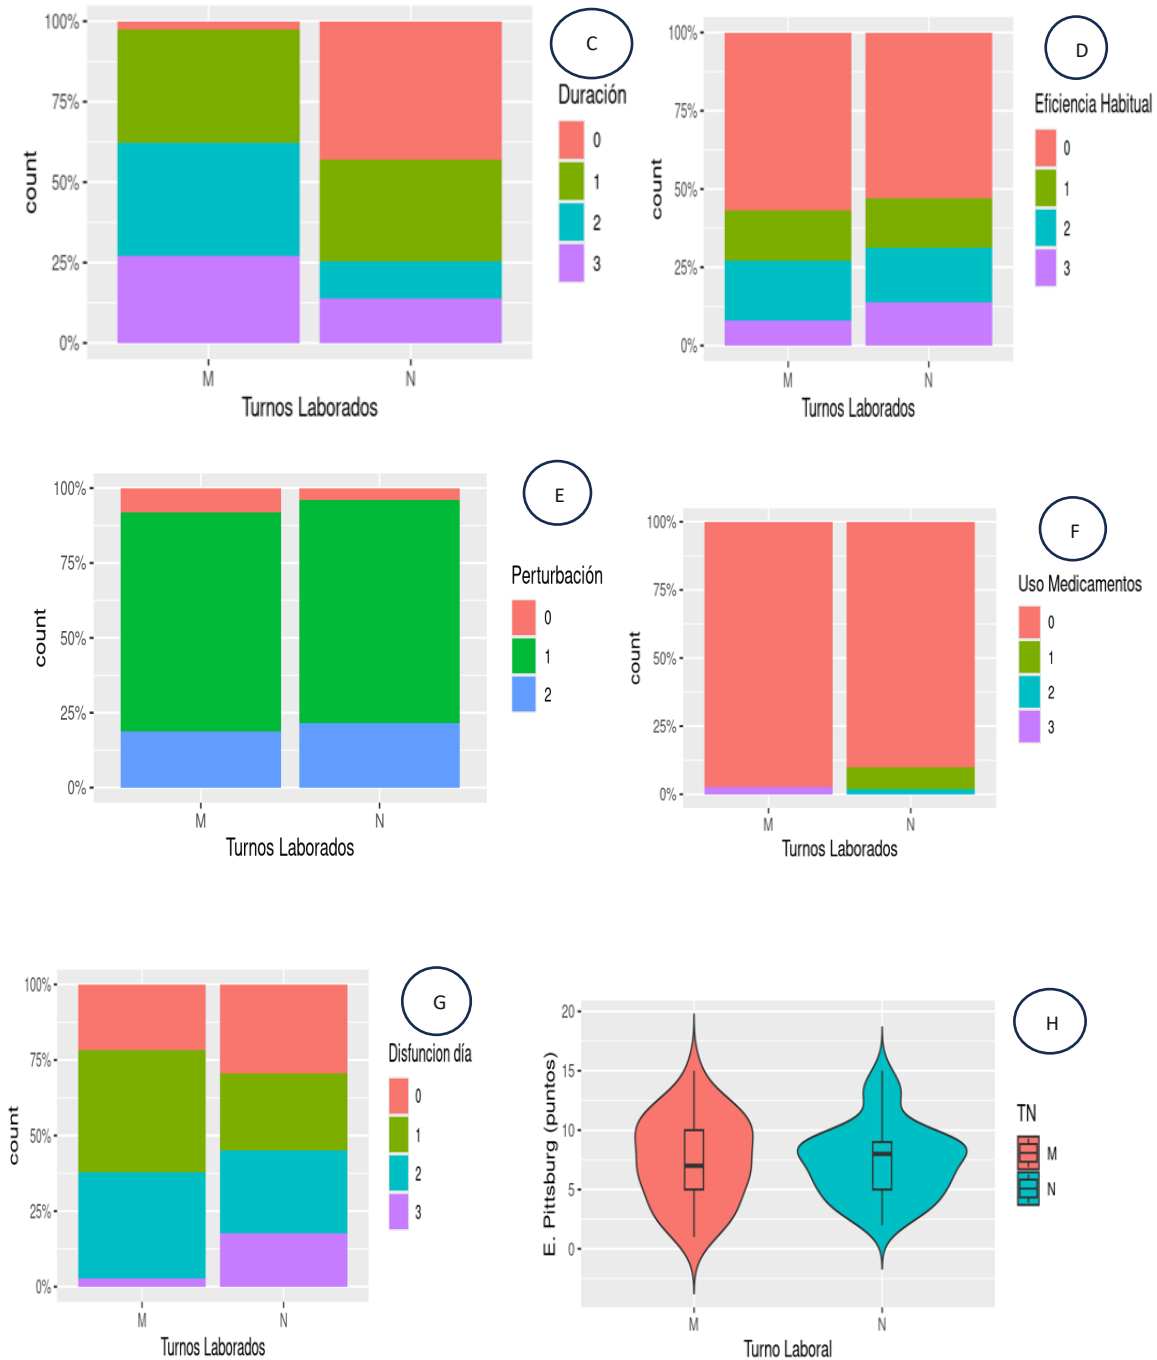 C
Duración
0
1
2
3
100%
75%
50%
25%
0%
count
M
N
Turnos Laborados
D
Eficiencia Habitual
0
1
2
3
100%
75%
50%
25%
0%
count
M
N
Turnos Laborados
E
Perturbación
0
1
2
100%
75%
50%
25%
0%
count
M
N
Turnos Laborados
F
Uso Medicamentos
0
1
2
3
100%
75%
50%
25%
0%
count
M
N
Turnos Laborados
G
Disfuncion día
0
1
2
3
100%
75%
50%
25%
0%
count
M
N
Turnos Laborados
H
TN
M
N
20
15
10
5
0
E. Pittsburg (puntos)
M
N
Turno Laboral